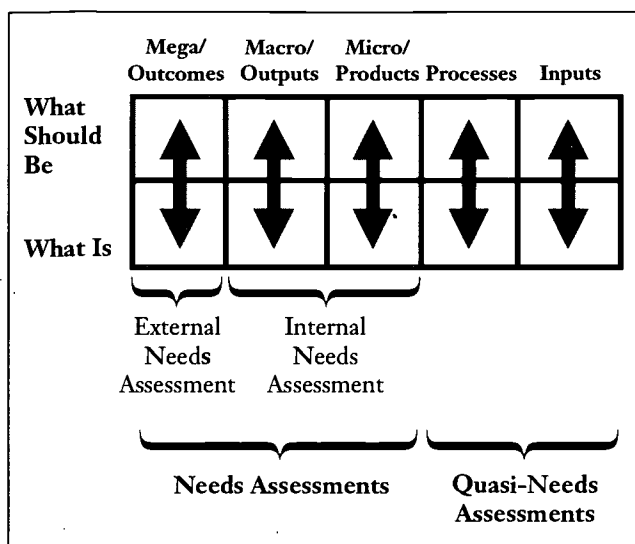 Mega/ Macro/ Micro/
Outcomes Outputs Products Processes Inputs
What
Should
Be
What Is
External Internal
Needs Needs
Assessment Assessment
Needs Assessments Quasi-Needs
Assessments